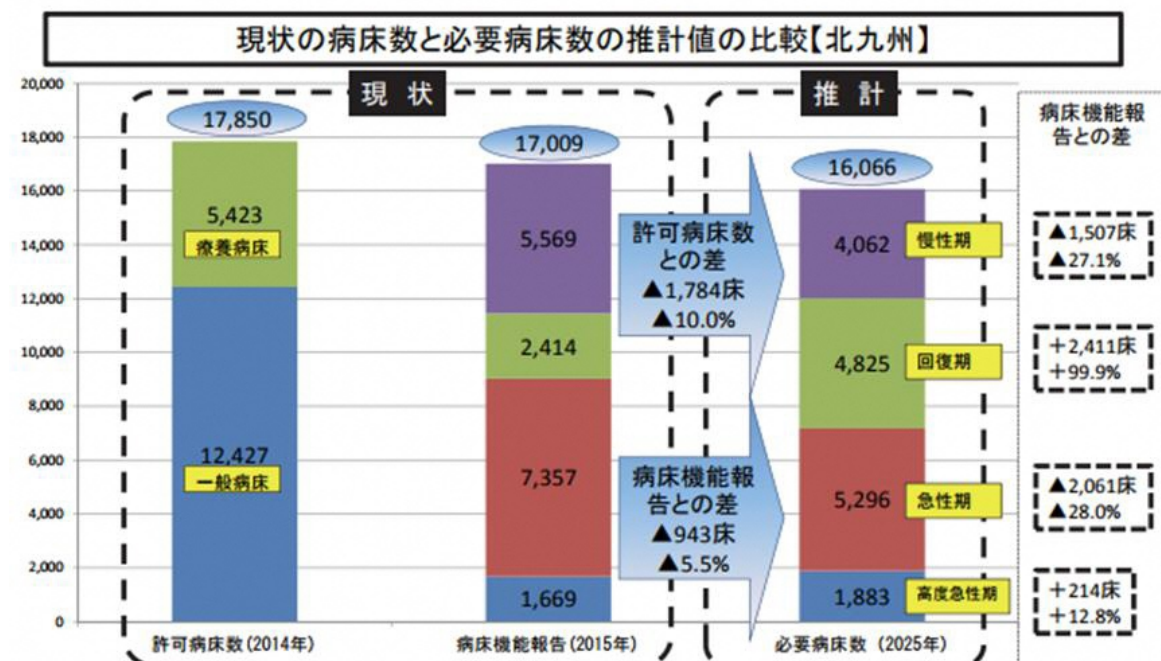 現状の病床数と必要病床数の推計値の比較【北九州】
現 状
推 計
病床機能報
告との差
20,000
18,000
16,000
14,000
12,000
10,000
8,000
6,000
4,000
2,000
0
17,850
5,423
療養病床
12,427
一般病床
許可病床数(2014年)
17,009
5,569
2,414
7,357
1,669
病床機能報告(2015年)
許可病床数
との差
▲1,784床
▲10.0%
病床機能報
告との差
▲943床
▲5.5%
16,066
4,062 慢性期
4,825 回復期
5,296 急性期
1,883 高度急性期
必要病床数 (2025年)
▲1,507床
▲27.1%
+2,411床
+99.9%
▲2,061床
▲28.0%
+214床
+12.8%